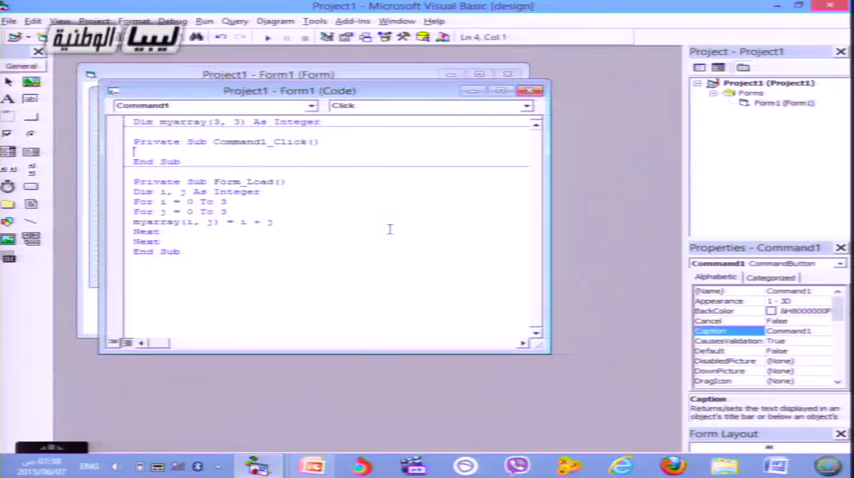 Project1 - Microsoft Visual Basic [design]
File Edit View Project Format Debug Run Query Diagram Tools Add-Ins Window Help
Ln 4, Col 1
ليبيا الوطنية
General
Project1 - Form1 (Form)
Project1 - Form1 (Code)
Command1
Click
Dim myarray(3, 3) As Integer
Private Sub Command1_Click()
End Sub
Private Sub Form_Load()
Dim i, j As Integer
For i = 0 To 3
For j = 0 To 3
myarray(i, j) = i + j
Next
Next
End Sub
Project - Project1
Project1 (Project1)
Forms
Form1 (Form1)
Properties - Command1
Command1 CommandButton
Alphabetic Categorized
(Name) Command1
Appearance 1 - 3D
BackColor &H8000000F
Cancel False
Caption Command1
CausesValidation True
Default False
DisabledPicture (None)
DownPicture (None)
DragIcon (None)
Caption
Returns/sets the text displayed in an
object's title bar or below an object's
Form Layout
ENG
07:38 ص
2015/06/07